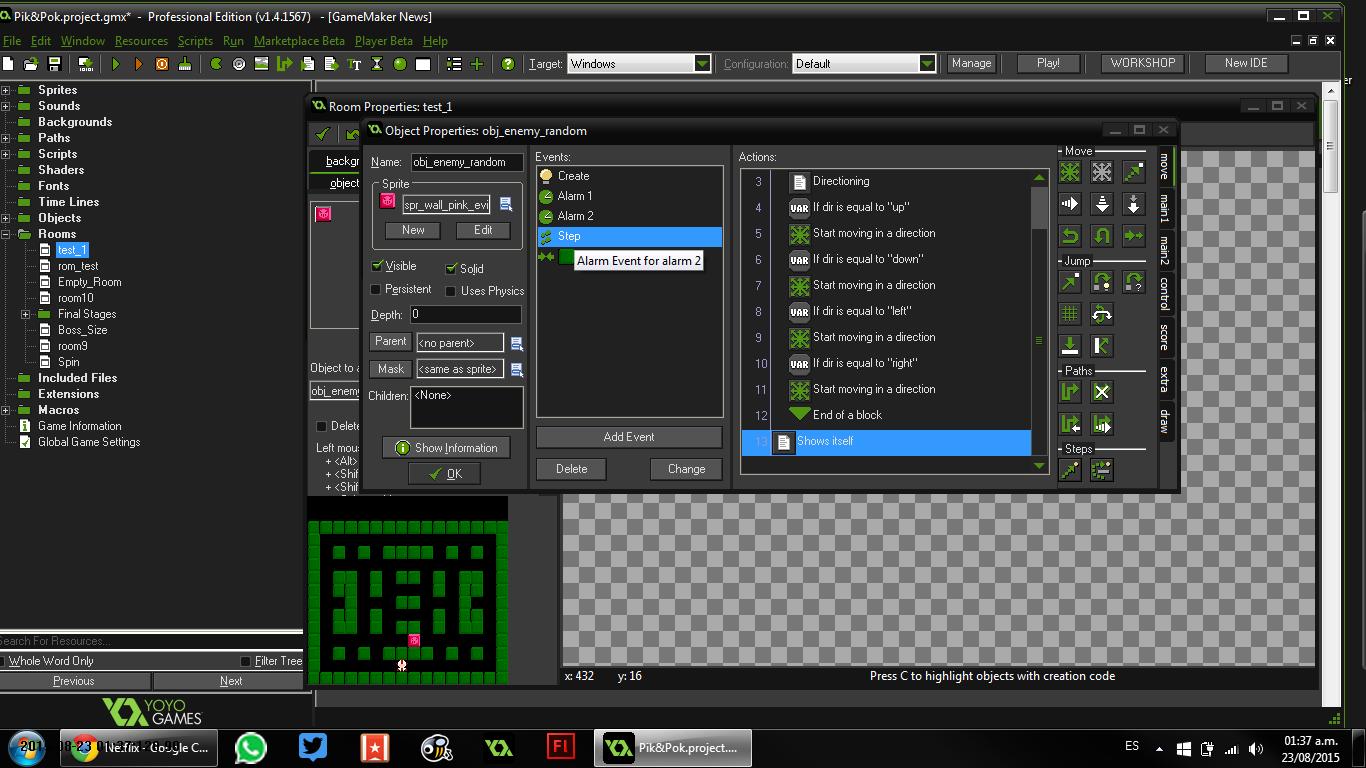 Pik&Pok.project.gmx* - Professional Edition (v1.4.1567) - [GameMaker News]
File Edit Window Resources Scripts Run Marketplace Beta Player Beta Help
Target: Windows Configuration: Default Manage Play! WORKSHOP New IDE
Sprites
Sounds
Backgrounds
Paths
Scripts
Shaders
Fonts
Time Lines
Objects
Rooms
test_1
rom_test
Empty_Room
room10
Final Stages
Boss_Size
room9
Spin
Included Files
Extensions
Macros
Game Information
Global Game Settings
Search For Resources...
Whole Word Only Filter Tree
Previous Next
YOYO
GAMES
Room Properties: test_1
backgr
object
Object to a
obj_enemy
Delete
Left mou
+ <Alt>
+ <Shif
+ <Shif
Object Properties: obj_enemy_random
Name: obj_enemy_random
Sprite
spr_wall_pink_evi
New Edit
Visible Solid
Persistent Uses Physics
Depth: 0
Parent <no parent>
Mask <same as sprite>
Children: <None>
Show Information
OK
Events:
Create
Alarm 1
Alarm 2
Step
Alarm Event for alarm 2
Add Event
Delete Change
Actions:
3 Directioning
4 VAR If dir is equal to "up"
5 Start moving in a direction
6 VAR If dir is equal to "down"
7 Start moving in a direction
8 VAR If dir is equal to "left"
9 Start moving in a direction
10 VAR If dir is equal to "right"
11 Start moving in a direction
12 End of a block
13 Shows itself
Move
Jump
Paths
Steps
move
main1
main2
control
score
extra
draw
x: 432 y: 16 Press C to highlight objects with creation code
Netflix - Google C...
Fl
Pik&Pok.project....
ES
01:37 a.m.
23/08/2015